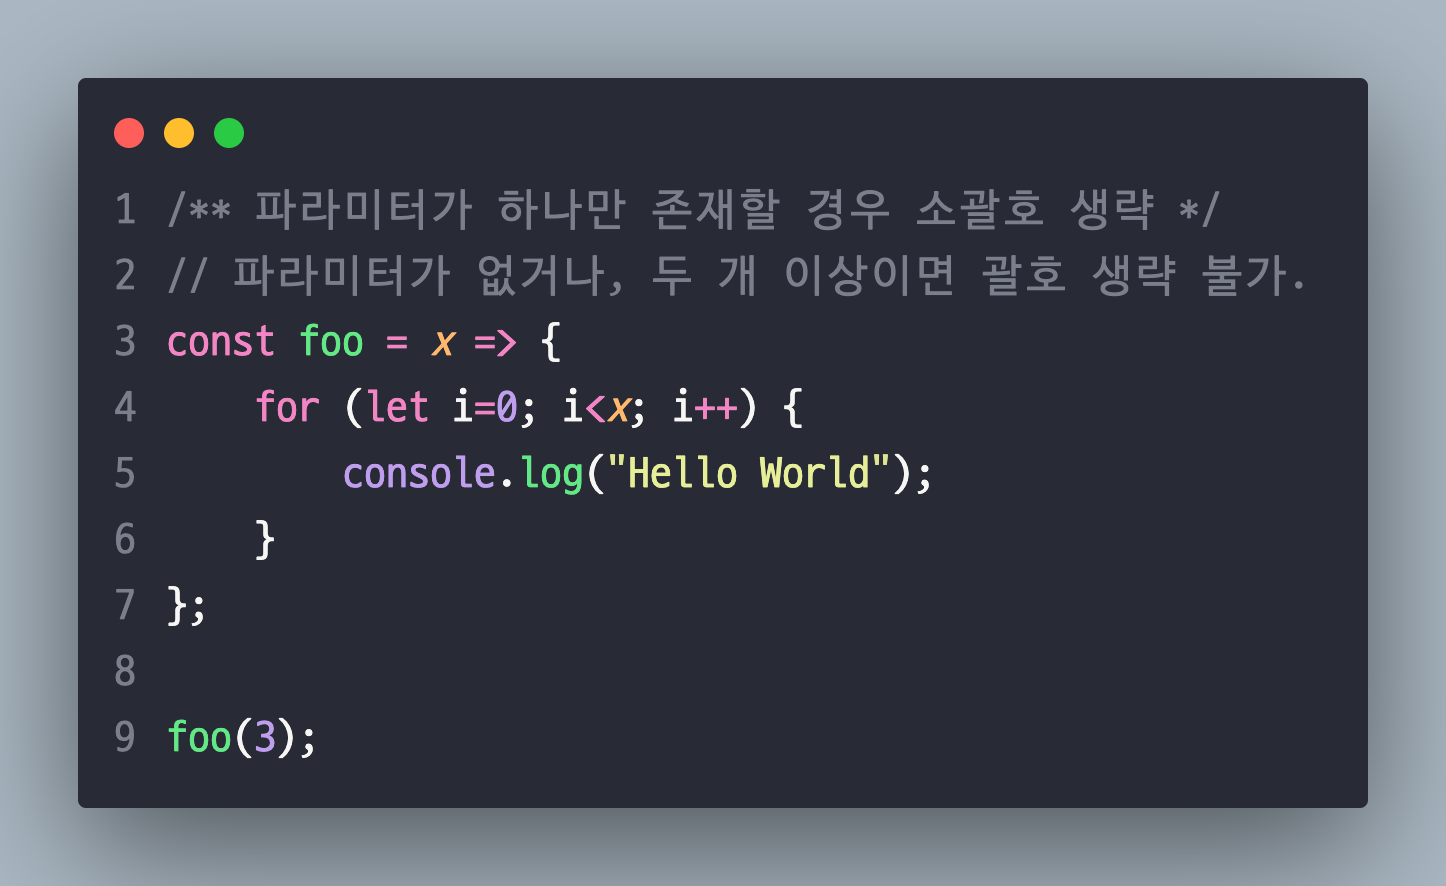 1 /** 파라미터가 하나만 존재할 경우 소괄호 생략 */
2 // 파라미터가 없거나, 두 개 이상이면 괄호 생략 불가.
3 const foo = x => {
4     for (let i=0; i<x; i++) {
5         console.log("Hello World");
6     }
7 };
8
9 foo(3);